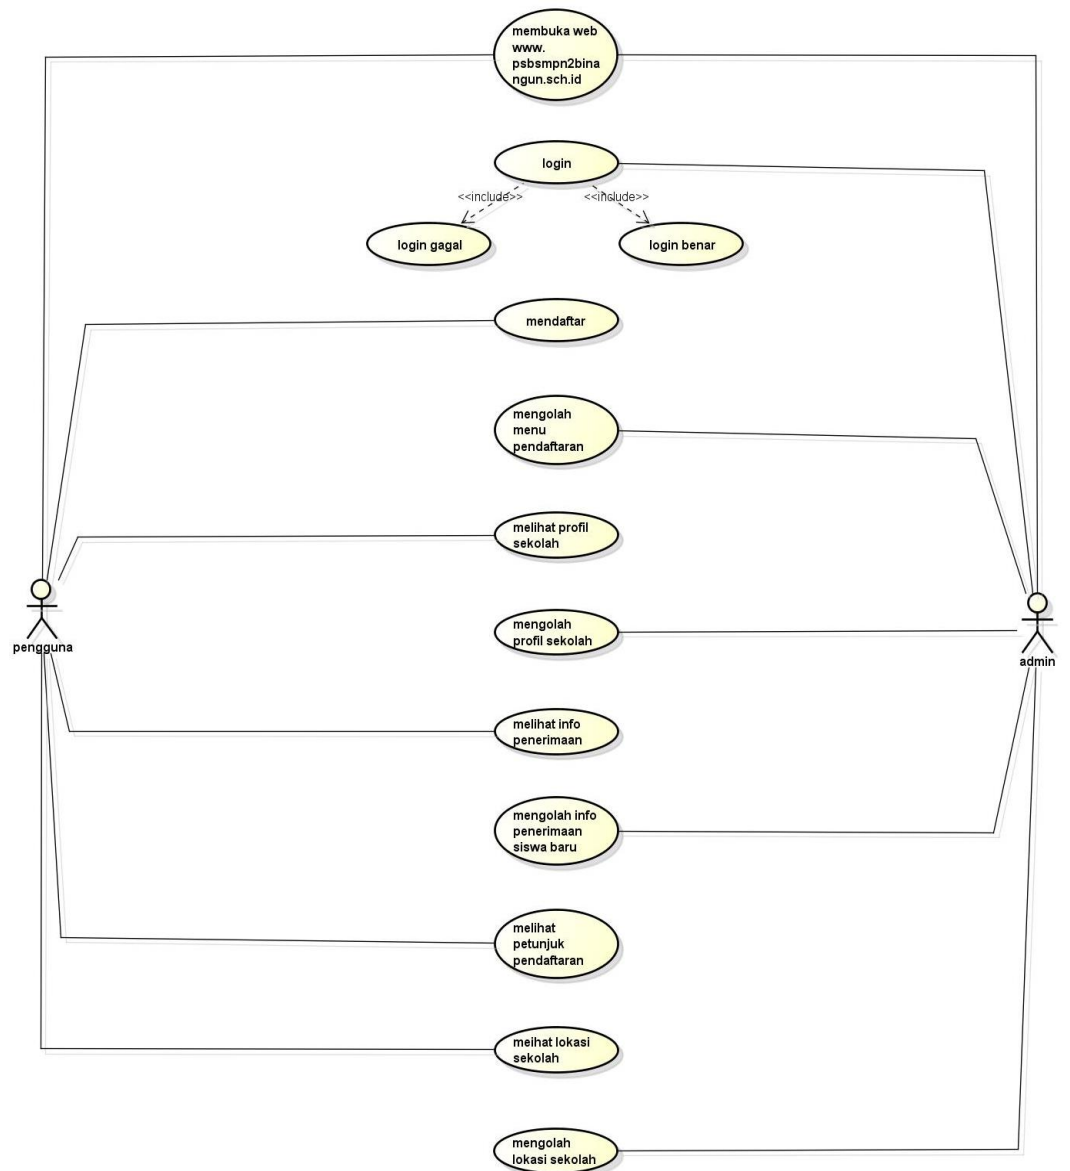 membuka web
www.
psbsmpn2bina
ngun.sch.id
login
<<include>>
<<include>>
login gagal
login benar
mendaftar
mengolah
menu
pendaftaran
melihat profil
sekolah
mengolah
profil sekolah
pengguna
admin
melihat info
penerimaan
mengolah info
penerimaan
siswa baru
melihat
petunjuk
pendaftaran
meihat lokasi
sekolah
mengolah
lokasi sekolah